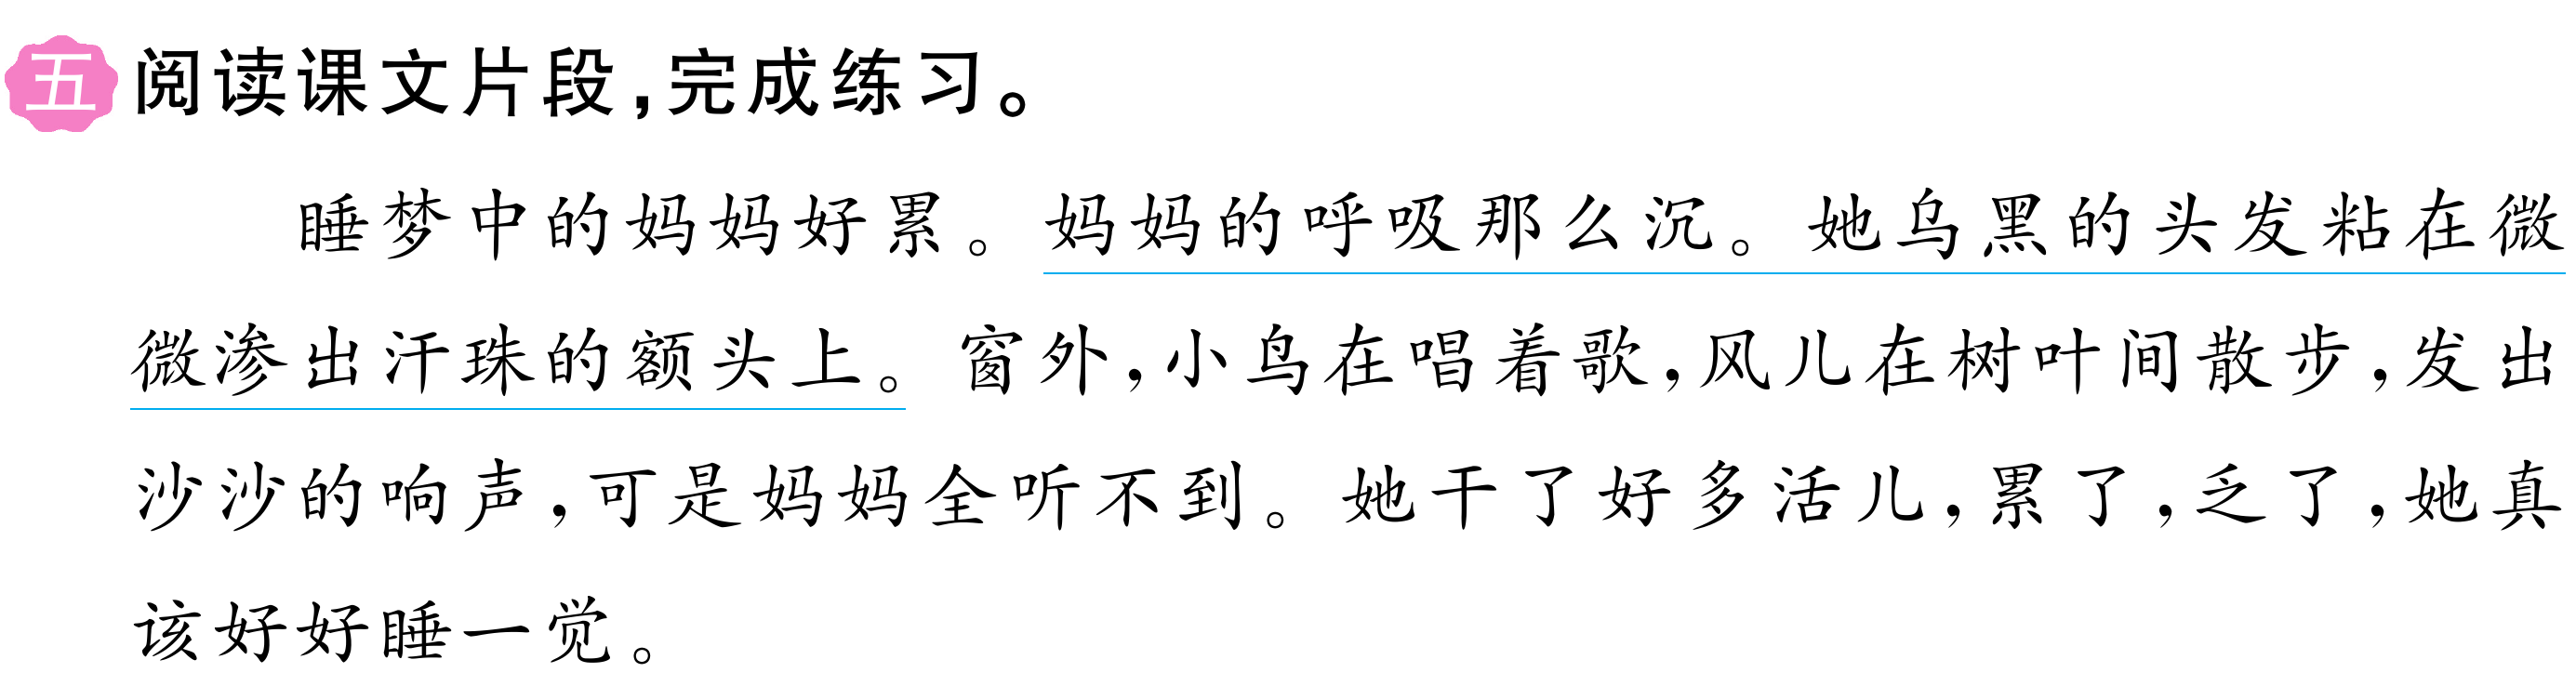 五 阅读课文片段,完成练习。
睡梦中的妈妈好累。妈妈的呼吸那么沉。她乌黑的头发粘在微
微渗出汗珠的额头上。窗外,小鸟在唱着歌,风儿在树叶间散步,发出
沙沙的响声,可是妈妈全听不到。她干了好多活儿,累了,乏了,她真
该好好睡一觉。